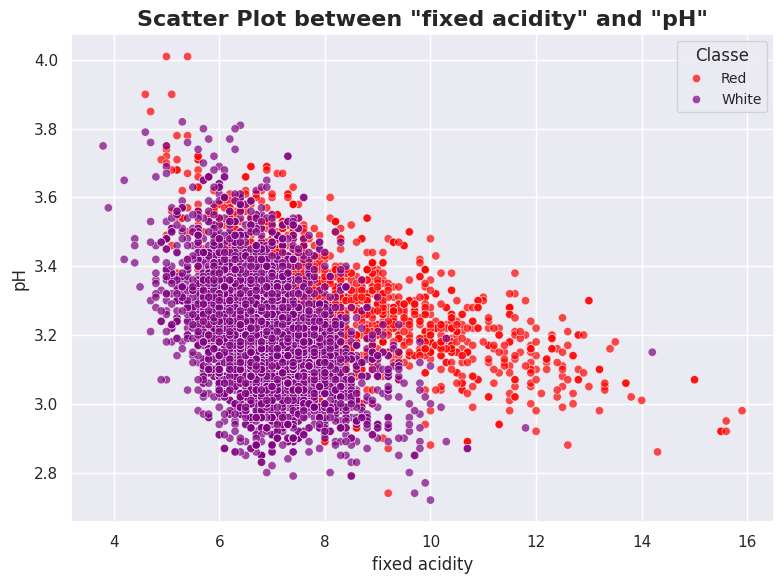 Scatter Plot between "fixed acidity" and "pH"
Classe
Red
White
4.0
3.8
3.6
3.4
3.2
3.0
2.8
pH
4 6 8 10 12 14 16
fixed acidity